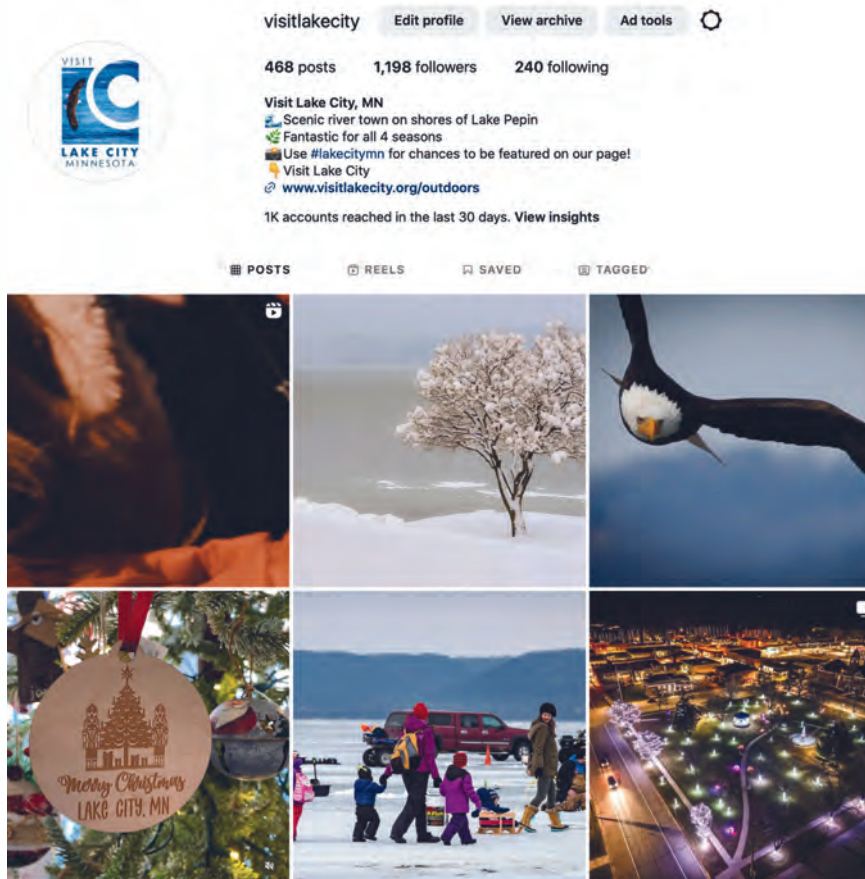 visitlakecity Edit profile View archive Ad tools
468 posts 1,198 followers 240 following
VISIT
LC
LAKE CITY
MINNESOTA
Visit Lake City, MN
🌊Scenic river town on shores of Lake Pepin
🌿Fantastic for all 4 seasons
📸Use #lakecitymn for chances to be featured on our page!
👇Visit Lake City
www.visitlakecity.org/outdoors
1K accounts reached in the last 30 days. View insights
POSTS REELS SAVED TAGGED
Merry Christmas
LAKE CITY, MN